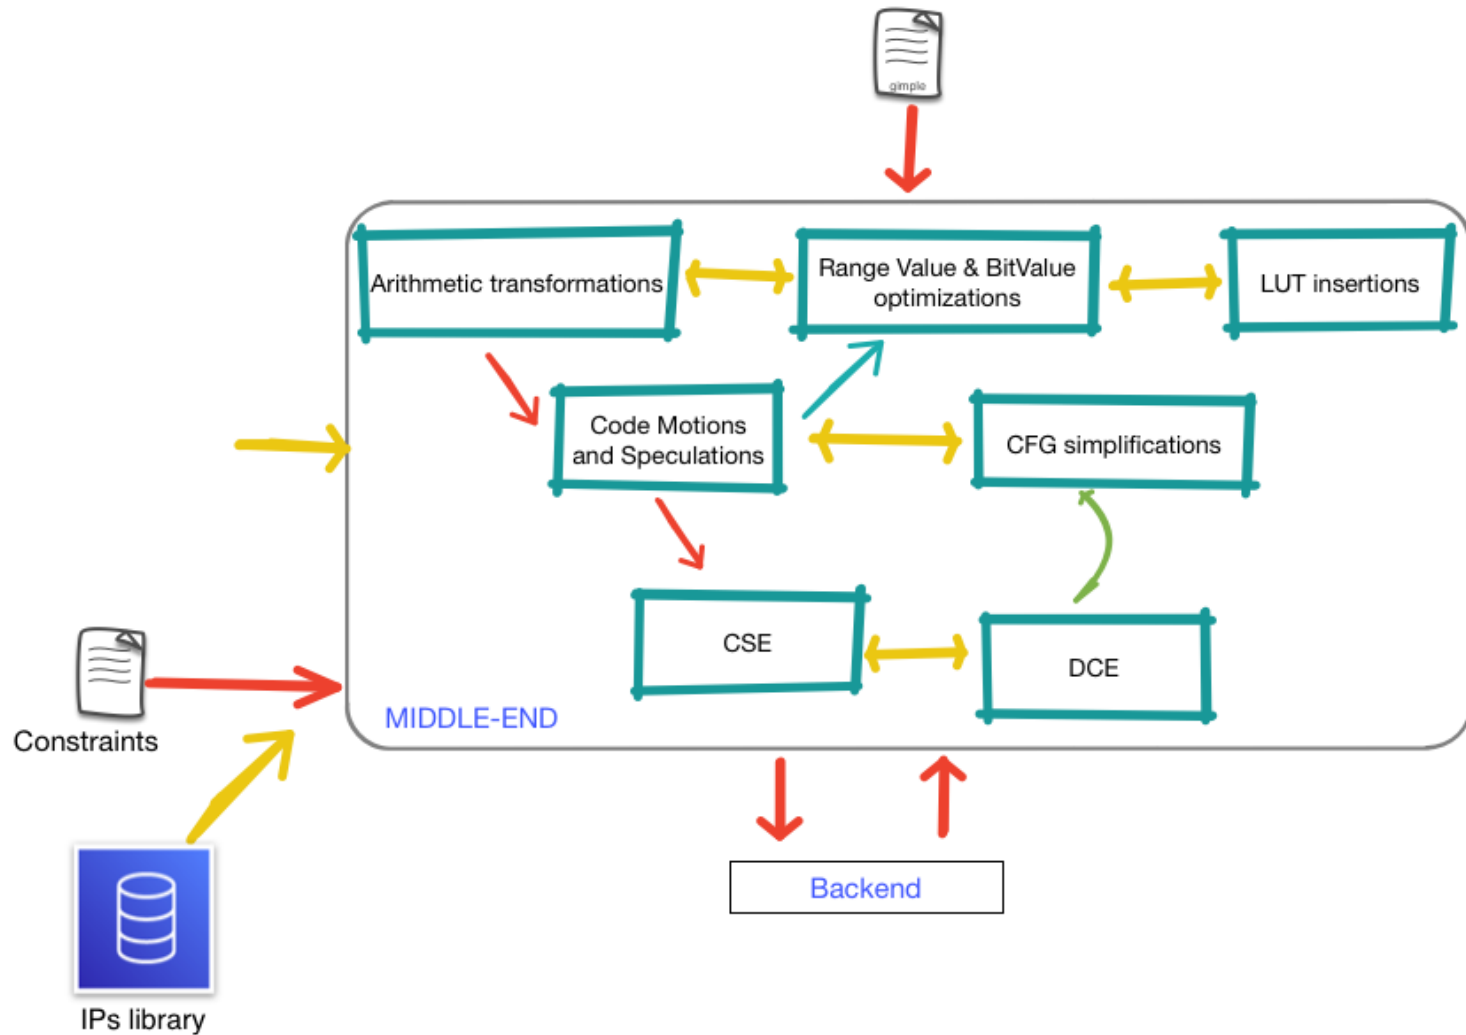 gimple
Arithmetic transformations
Range Value & BitValue
optimizations
LUT insertions
Code Motions
and Speculations
CFG simplifications
CSE
DCE
MIDDLE-END
Constraints
Backend
IPs library